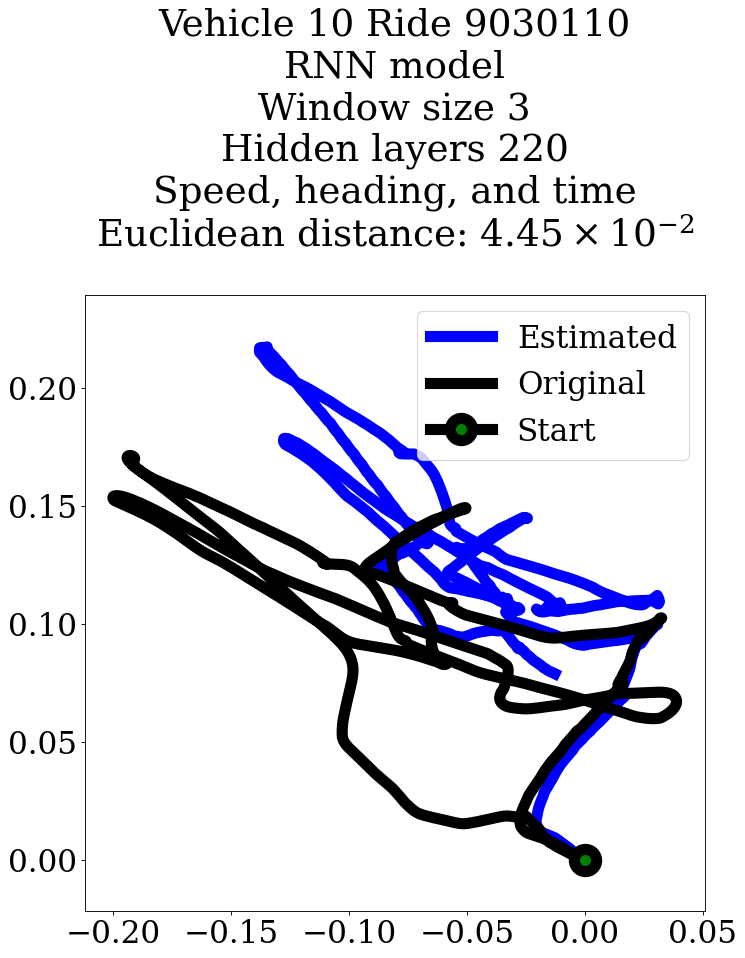 Vehicle 10 Ride 9030110
RNN model
Window size 3
Hidden layers 220
Speed, heading, and time
Euclidean distance: 4.45 × 10⁻²
Estimated
Original
Start
0.20
0.15
0.10
0.05
0.00
−0.20 −0.15 −0.10 −0.05 0.00 0.05